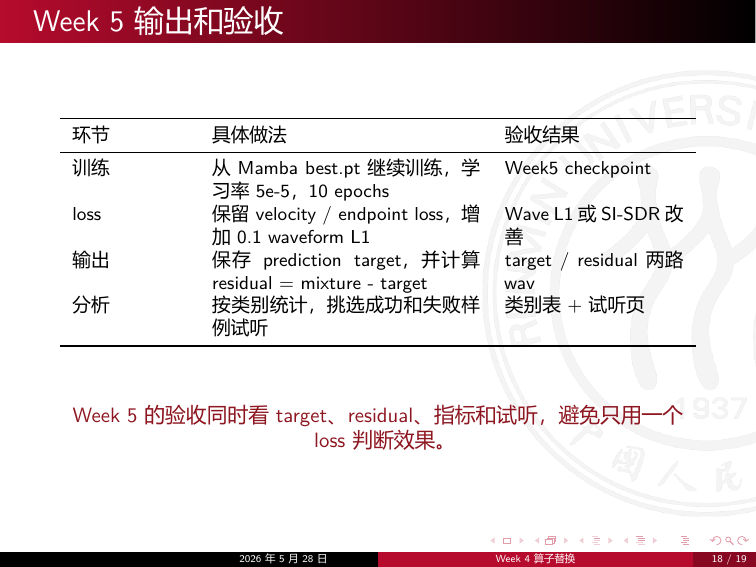 Week 5 输出和验收
环节 具体做法 验收结果
训练 从 Mamba best.pt 继续训练，学 Week5 checkpoint
习率 5e-5，10 epochs
loss 保留 velocity / endpoint loss，增 Wave L1 或 SI-SDR 改
加 0.1 waveform L1 善
输出 保存 prediction target，并计算 target / residual 两路
residual = mixture - target wav
分析 按类别统计，挑选成功和失败样 类别表 + 试听页
例试听
Week 5 的验收同时看 target、residual、指标和试听，避免只用一个
loss 判断效果。
1937
2026 年 5 月 28 日 Week 4 算子替换 18 / 19